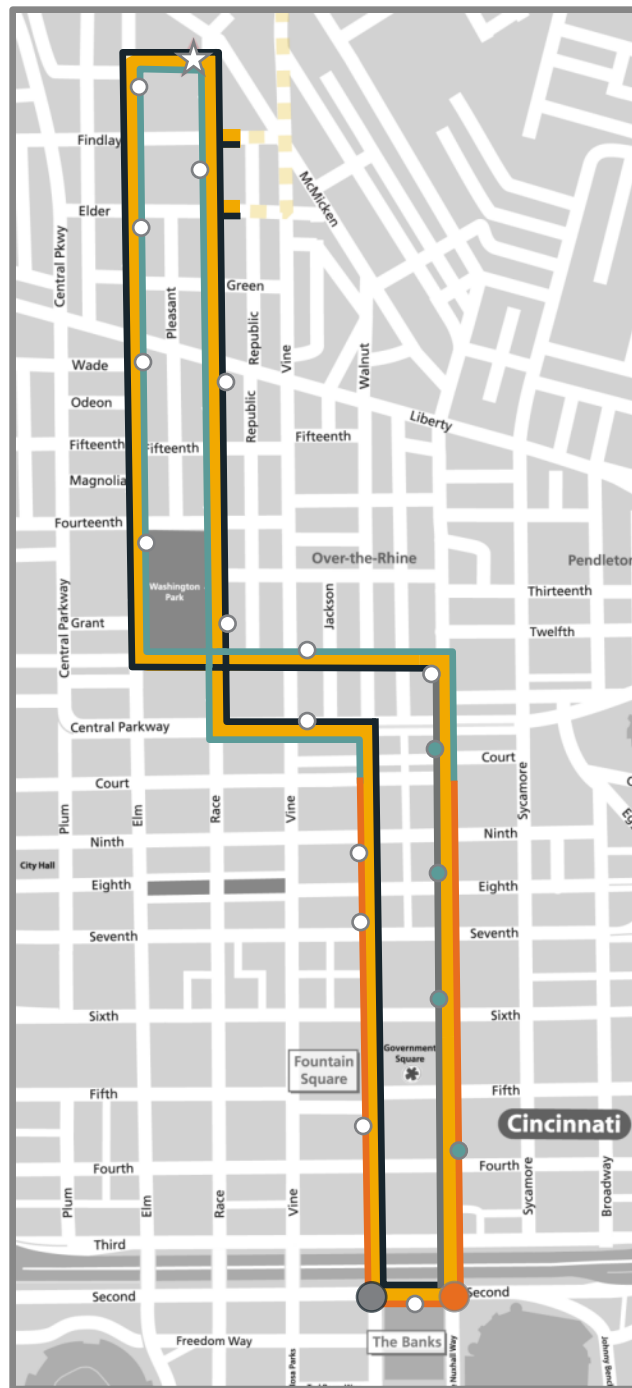 Findlay
McMicken
Elder
Central Pkwy
Green
Pleasant
Republic
Vine
Walnut
Wade
Odeon
Republic
Liberty
Fifteenth
Fifteenth
Fifteenth
Magnolia
Fourteenth
Over-the-Rhine
Pendleton
Washington
Park
Jackson
Thirteenth
Central Parkway
Grant
Twelfth
Central Parkway
Court
Court
Sycamore
Plum
Elm
Race
Vine
Ninth
Ninth
City Hall
Eighth
Eighth
Seventh
Seventh
Sixth
Sixth
Government
Square
Fountain
Square
Fifth
Fifth
Cincinnati
Fourth
Fourth
Plum
Elm
Race
Vine
Sycamore
Broadway
Third
Second
Second
Freedom Way
The Banks